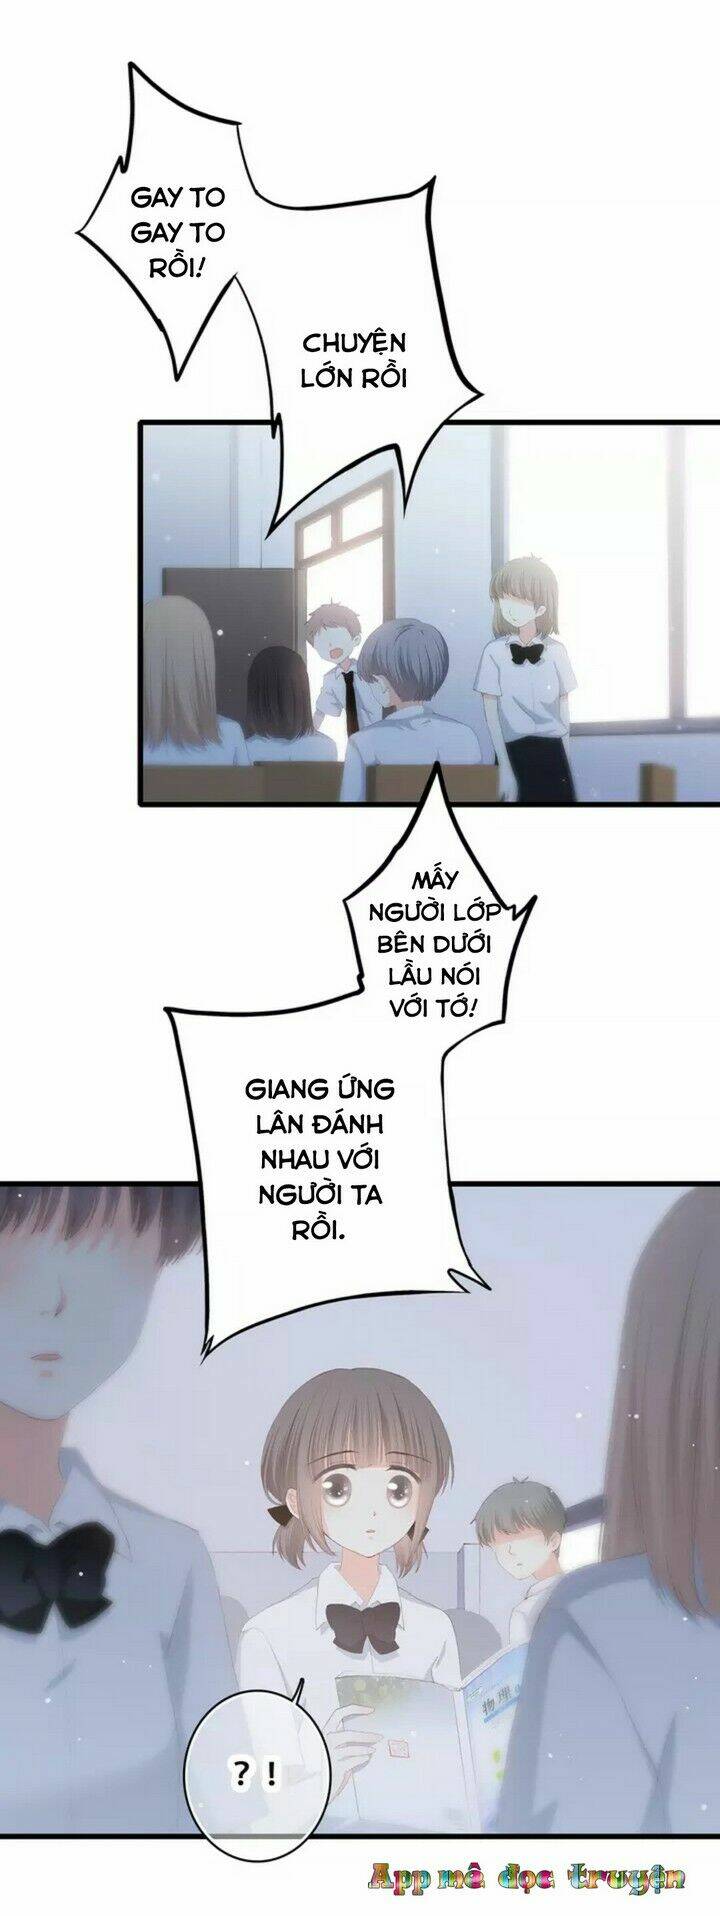 GAY TO
GAY TO
RỒI!
CHUYỆN
LỚN RỒI
MẤY
NGƯỜI LỚP
BÊN DƯỚI
LẦU NÓI
VỚI TỚ!
GIANG ỨNG
LÂN ĐÁNH
NHAU VỚI
NGƯỜI TA
RỒI.
物理
?!
App mê đọc truyện